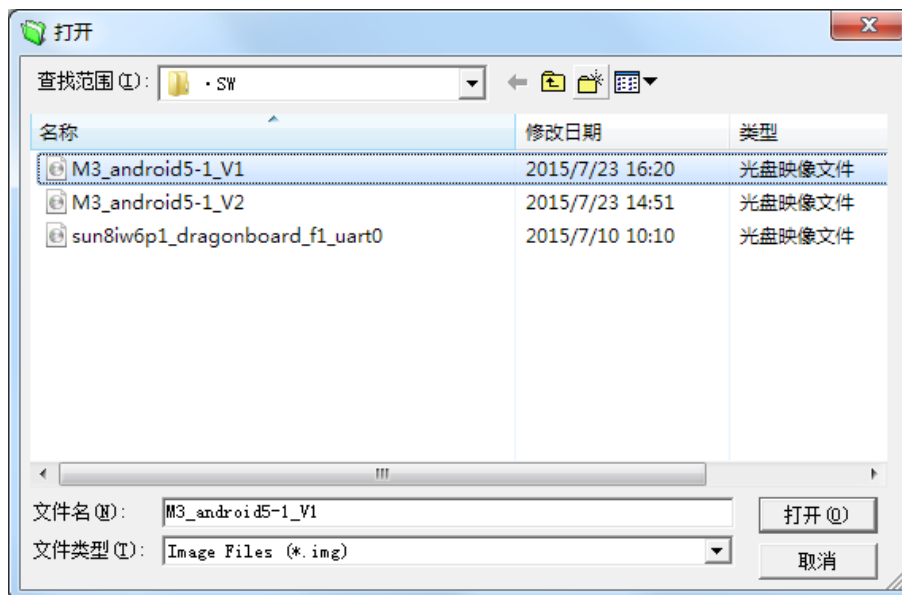 打开
查找范围(I): ·SW
名称 修改日期 类型
M3_android5-1_V1 2015/7/23 16:20 光盘映像文件
M3_android5-1_V2 2015/7/23 14:51 光盘映像文件
sun8iw6p1_dragonboard_f1_uart0 2015/7/10 10:10 光盘映像文件
文件名(N): M3_android5-1_V1 打开(O)
文件类型(T): Image Files (*.img) 取消